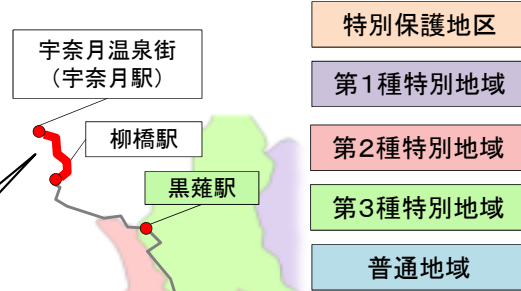 宇奈月温泉街
（宇奈月駅）
柳橋駅
黒薙駅
特別保護地区
第1種特別地域
第2種特別地域
第3種特別地域
普通地域